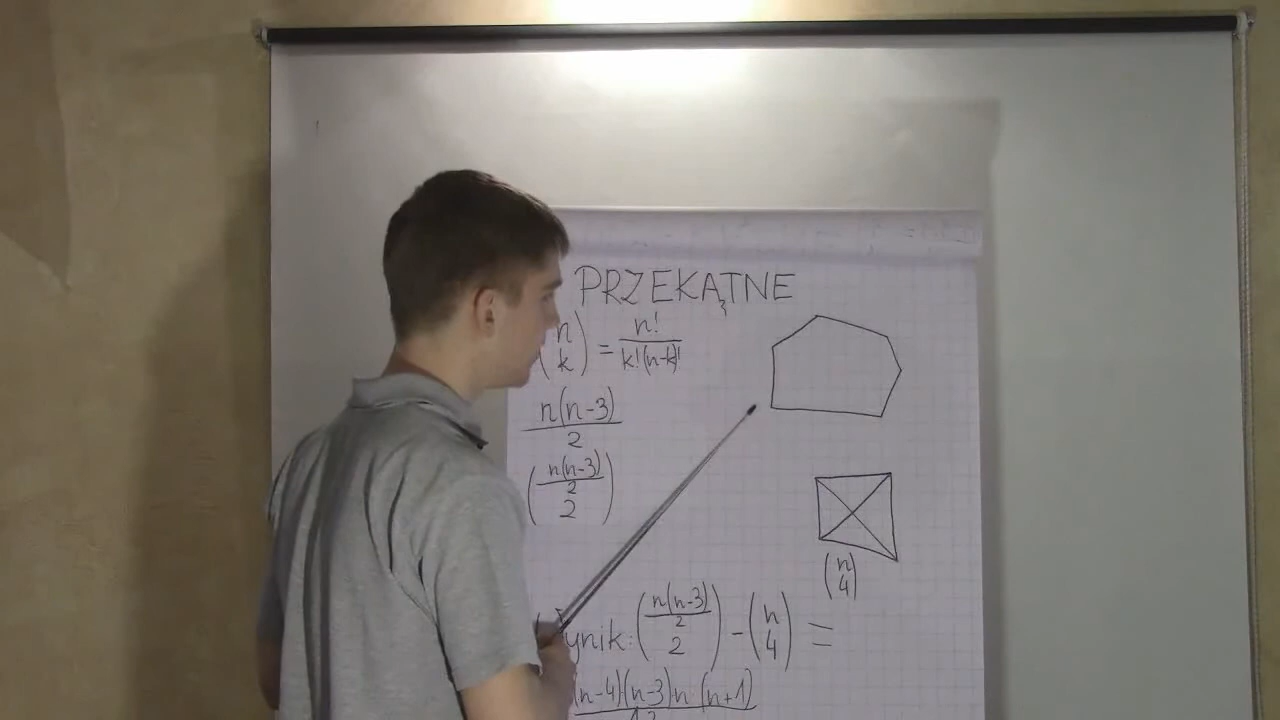 PRZEKĄTNE
(n k) = n!/k!(n-k)!
n(n-3)/2
(n(n-3)/2 2)
(n 4)
ynik: (n(n-3)/2 2) - (n 4) =
(n-4)(n-3)n(n+1)